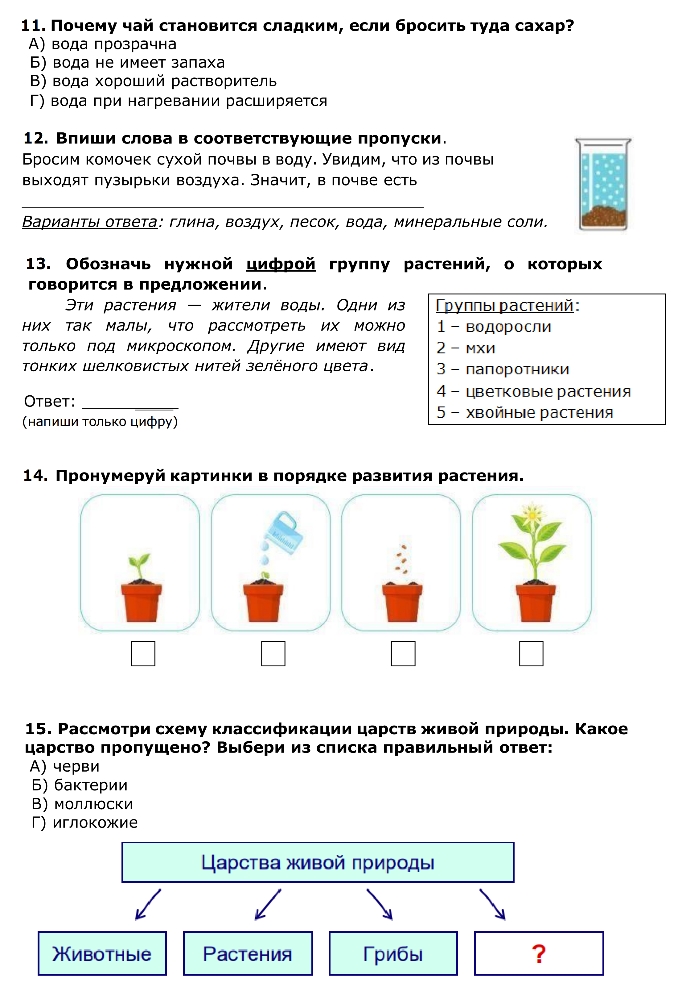 11. Почему чай становится сладким, если бросить туда сахар?
А) вода прозрачна
Б) вода не имеет запаха
В) вода хороший растворитель
Г) вода при нагревании расширяется
12. Впиши слова в соответствующие пропуски.
Бросим комочек сухой почвы в воду. Увидим, что из почвы
выходят пузырьки воздуха. Значит, в почве есть
Варианты ответа: глина, воздух, песок, вода, минеральные соли.
13. Обозначь нужной цифрой группу растений, о которых
говорится в предложении.
Эти растения — жители воды. Одни из
них так малы, что рассмотреть их можно
только под микроскопом. Другие имеют вид
тонких шелковистых нитей зелёного цвета.
Ответ: ____________
(напиши только цифру)
Группы растений:
1 – водоросли
2 – мхи
3 – папоротники
4 – цветковые растения
5 – хвойные растения
14. Пронумеруй картинки в порядке развития растения.
15. Рассмотри схему классификации царств живой природы. Какое
царство пропущено? Выбери из списка правильный ответ:
А) черви
Б) бактерии
В) моллюски
Г) иглокожие
Царства живой природы
Животные
Растения
Грибы
?